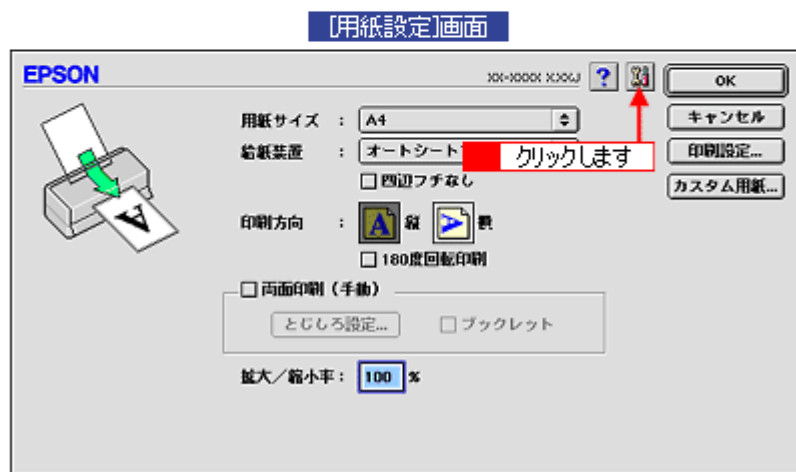 [用紙設定]画面
EPSON
XX-XXXX X.XXJ ?
OK
用紙サイズ : A4
キャンセル
給紙装置 : オートシート
クリックします
印刷設定...
四辺フチなし
カスタム用紙...
印刷方向 : A 縦 A 横
180度回転印刷
両面印刷（手動）
とじしろ設定... ブックレット
拡大／縮小率: 100 %
A